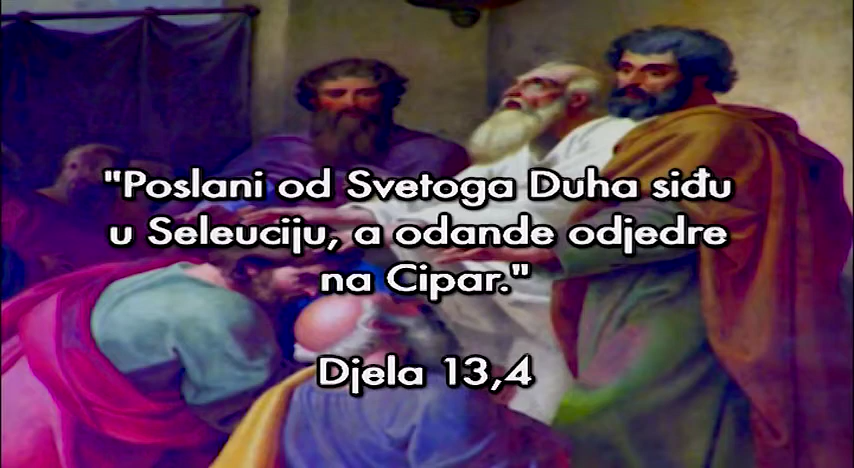 "Poslani od Svetoga Duha siđu
u Seleuciju, a odande odjedre
na Cipar."
Djela 13,4